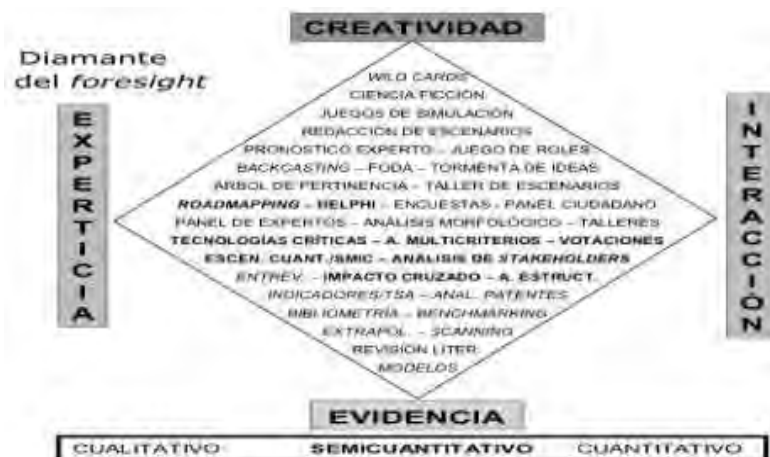 CREATIVIDAD
Diamante
del foresight
EXPERTICIA
INTERACCIÓN
WILD CARDS
CIENCIA FICCIÓN
JUEGOS DE SIMULACIÓN
REDACCIÓN DE ESCENARIOS
PRONÓSTICO EXPERTO – JUEGO DE ROLES
BACKCASTING – FODA – TORMENTA DE IDEAS
ÁRBOL DE PERTINENCIA – TALLER DE ESCENARIOS
ROADMAPPING – DELPHI – ENCUESTAS - PANEL CIUDADANO
PANEL DE EXPERTOS – ANÁLISIS MORFOLÓGICO – TALLERES
TECNOLOGÍAS CRÍTICAS – A. MULTICRITERIOS – VOTACIONES
ESCEN. CUANT./SMIC – ANÁLISIS DE STAKEHOLDERS
ENTREV. – IMPACTO CRUZADO – A. ESTRUCT.
INDICADORES/TSA – ANAL. PATENTES
BIBLIOMETRÍA – BENCHMARKING
EXTRAPOL. – SCANNING
REVISIÓN LITER.
MODELOS
EVIDENCIA
CUALITATIVO SEMICUANTITATIVO CUANTITATIVO